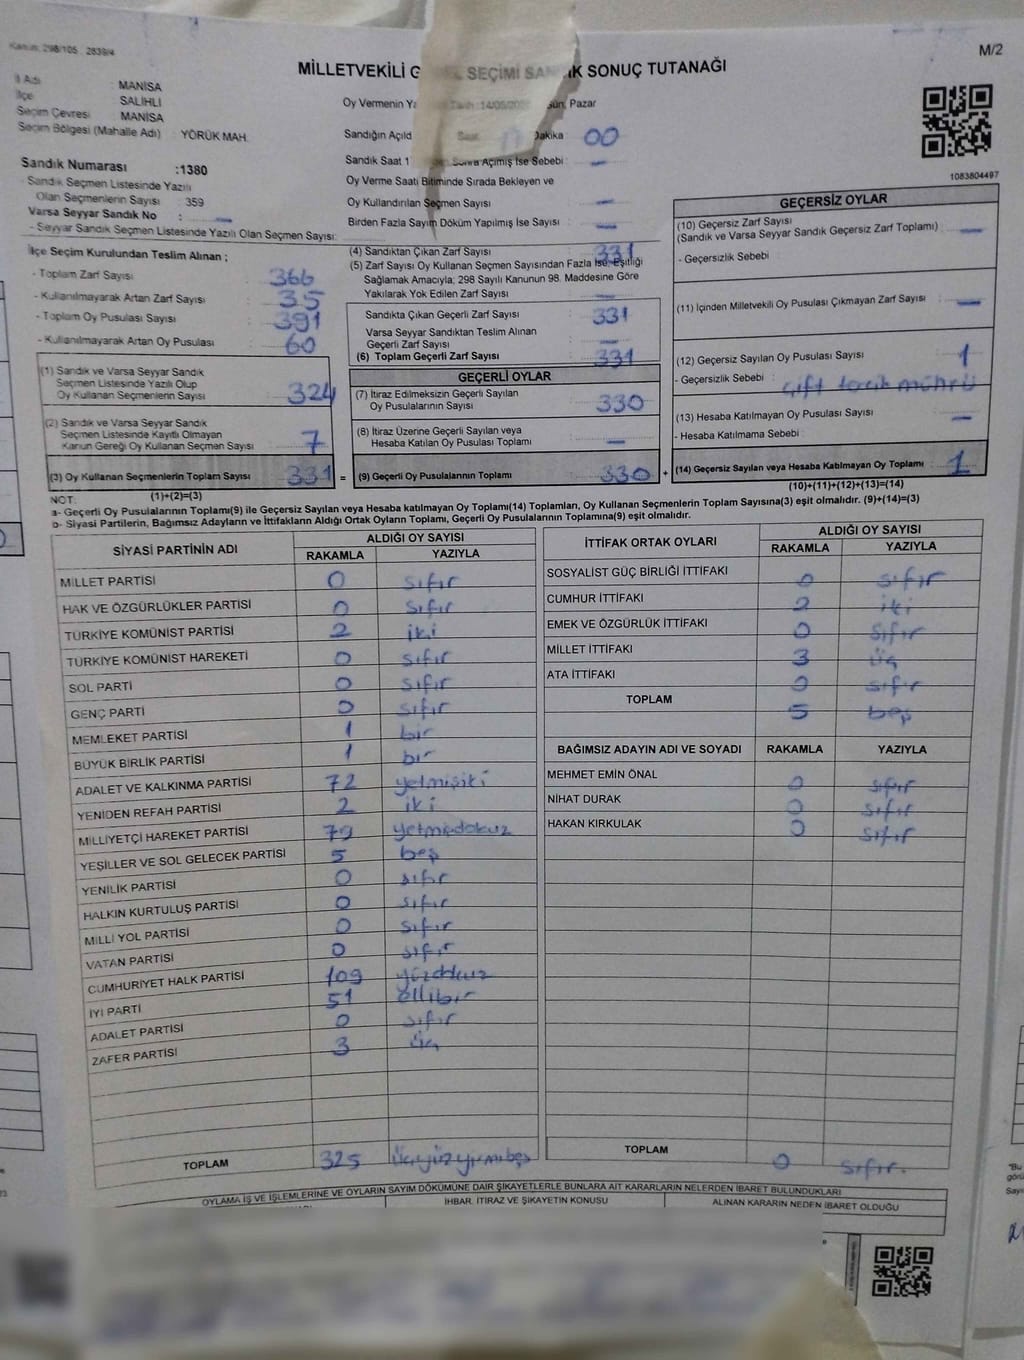 Kanun: 298/105 2839/4
M/2
MİLLETVEKİLİ G SEÇİMİ SAN IK SONUÇ TUTANAĞI
İl Adı : MANİSA
İlçe : SALİHLİ
Seçim Çevresi : MANİSA
Seçim Bölgesi (Mahalle Adı) : YÖRÜK MAH.
Sandık Numarası :1380
- Sandık Seçmen Listesinde Yazılı
Olan Seçmenlerin Sayısı : 359
Varsa Seyyar Sandık No : —
- Seyyar Sandık Seçmen Listesinde Yazılı Olan Seçmen Sayısı:
İlçe Seçim Kurulundan Teslim Alınan ;
- Toplam Zarf Sayısı : 366
- Kullanılmayarak Artan Zarf Sayısı : 35
- Toplam Oy Pusulası Sayısı : 391
- Kullanılmayarak Artan Oy Pusulası : 60
(1) Sandık ve Varsa Seyyar Sandık
Seçmen Listesinde Yazılı Olup
Oy Kullanan Seçmenlerin Sayısı : 324
(2) Sandık ve Varsa Seyyar Sandık
Seçmen Listesinde Kayıtlı Olmayan
Kanun Gereği Oy Kullanan Seçmen Sayısı : 7
(3) Oy Kullanan Seçmenlerin Toplam Sayısı : 331 =
(1)+(2)=(3)
Oy Vermenin Ya Tarih :14/05/20 Gün, Pazar
Sandığın Açıld Saat Dakika : 00
Sandık Saat 1 Sonra Açılmış İse Sebebi : —
Oy Verme Saati Bitiminde Sırada Bekleyen ve
Oy Kullandırılan Seçmen Sayısı : —
Birden Fazla Sayım Döküm Yapılmış İse Sayısı : —
(4) Sandıktan Çıkan Zarf Sayısı : 331
(5) Zarf Sayısı Oy Kullanan Seçmen Sayısından Fazla İse, Eşitliği
Sağlamak Amacıyla, 298 Sayılı Kanunun 98. Maddesine Göre
Yakılarak Yok Edilen Zarf Sayısı : —
Sandıkta Çıkan Geçerli Zarf Sayısı : 331
Varsa Seyyar Sandıktan Teslim Alınan
Geçerli Zarf Sayısı : —
(6) Toplam Geçerli Zarf Sayısı : 331
GEÇERLİ OYLAR
(7) İtiraz Edilmeksizin Geçerli Sayılan
Oy Pusulalarının Sayısı : 330
(8) İtiraz Üzerine Geçerli Sayılan veya
Hesaba Katılan Oy Pusulası Toplamı : —
(9) Geçerli Oy Pusulalarının Toplamı : 330 +
1083804497
GEÇERSİZ OYLAR
(10) Geçersiz Zarf Sayısı
(Sandık ve Varsa Seyyar Sandık Geçersiz Zarf Toplamı) : —
- Geçersizlik Sebebi
(11) İçinden Milletvekili Oy Pusulası Çıkmayan Zarf Sayısı : —
(12) Geçersiz Sayılan Oy Pusulası Sayısı : 1
- Geçersizlik Sebebi : çift tercih mührü
(13) Hesaba Katılmayan Oy Pusulası Sayısı : —
- Hesaba Katılmama Sebebi :
(14) Geçersiz Sayılan veya Hesaba Katılmayan Oy Toplamı : 1
(10)+(11)+(12)+(13)=(14)
NOT:
a- Geçerli Oy Pusulalarının Toplamı(9) ile Geçersiz Sayılan veya Hesaba katılmayan Oy Toplamı(14) Toplamları, Oy Kullanan Seçmenlerin Toplam Sayısına(3) eşit olmalıdır. (9)+(14)=(3)
b- Siyasi Partilerin, Bağımsız Adayların ve İttifakların Aldığı Ortak Oyların Toplamı, Geçerli Oy Pusulalarının Toplamına(9) eşit olmalıdır.
SİYASİ PARTİNİN ADI ALDIĞI OY SAYISI
RAKAMLA YAZIYLA
MİLLET PARTİSİ 0 sıfır
HAK VE ÖZGÜRLÜKLER PARTİSİ 0 sıfır
TÜRKİYE KOMÜNİST PARTİSİ 2 iki
TÜRKİYE KOMÜNİST HAREKETİ 0 sıfır
SOL PARTİ 0 sıfır
GENÇ PARTİ 0 sıfır
MEMLEKET PARTİSİ 1 bir
BÜYÜK BİRLİK PARTİSİ 1 bir
ADALET VE KALKINMA PARTİSİ 72 yetmişiki
YENİDEN REFAH PARTİSİ 2 iki
MİLLİYETÇİ HAREKET PARTİSİ 79 yetmişdokuz
YEŞİLLER VE SOL GELECEK PARTİSİ 5 beş
YENİLİK PARTİSİ 0 sıfır
HALKIN KURTULUŞ PARTİSİ 0 sıfır
MİLLİ YOL PARTİSİ 0 sıfır
VATAN PARTİSİ 0 sıfır
CUMHURİYET HALK PARTİSİ 109 yüzdokuz
İYİ PARTİ 51 ellibir
ADALET PARTİSİ 0 sıfır
ZAFER PARTİSİ 3 üç
TOPLAM 325 üçyüzyirmibeş
İTTİFAK ORTAK OYLARI ALDIĞI OY SAYISI
RAKAMLA YAZIYLA
SOSYALİST GÜÇ BİRLİĞİ İTTİFAKI 0 sıfır
CUMHUR İTTİFAKI 2 iki
EMEK VE ÖZGÜRLÜK İTTİFAKI 0 sıfır
MİLLET İTTİFAKI 3 üç
ATA İTTİFAKI 0 sıfır
TOPLAM 5 beş
BAĞIMSIZ ADAYIN ADI VE SOYADI RAKAMLA YAZIYLA
MEHMET EMİN ÖNAL 0 sıfır
NİHAT DURAK 0 sıfır
HAKAN KIRKULAK 0 sıfır
TOPLAM 0 sıfır.
OYLAMA İŞ VE İŞLEMLERİNE VE OYLARIN SAYIM DÖKÜMÜNE DAİR ŞİKAYETLERLE BUNLARA AİT KARARLARIN NELERDEN İBARET BULUNDUKLARI
İHBAR, İTİRAZ VE ŞİKAYETİN KONUSU ALINAN KARARIN NEDEN İBARET OLDUĞU